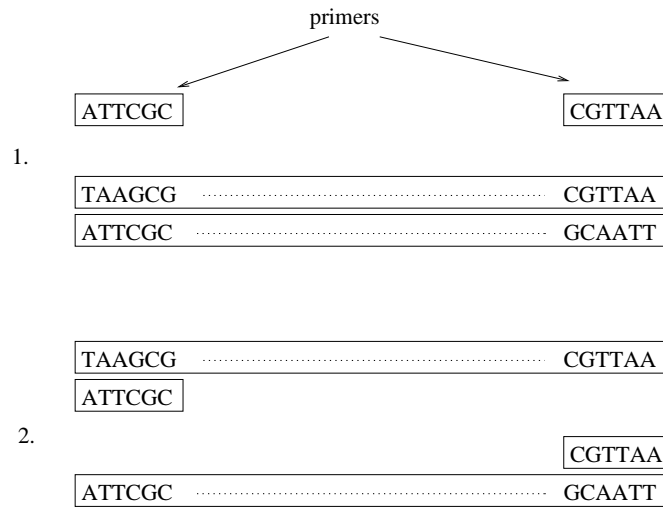 primers
ATTCGC CGTTAA
1.
TAAGCG CGTTAA
ATTCGC GCAATT
TAAGCG CGTTAA
ATTCGC
2.
CGTTAA
ATTCGC GCAATT